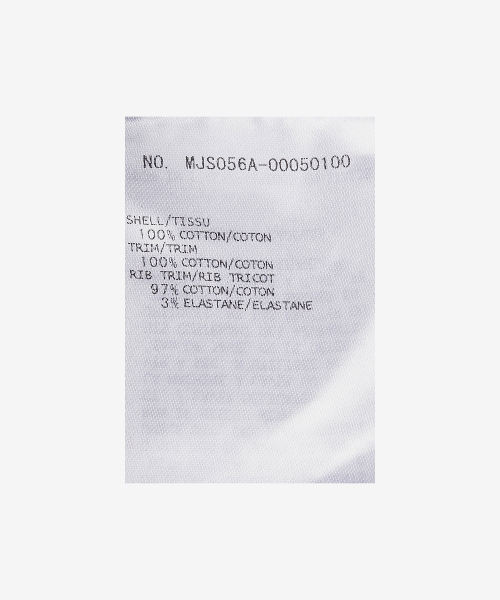 NO. MJS056A-00050100
SHELL/TISSU
100% COTTON/COTON
TRIM/TRIM
100% COTTON/COTON
RIB TRIM/RIB TRICOT
97% COTTON/COTON
3% ELASTANE/ELASTANE